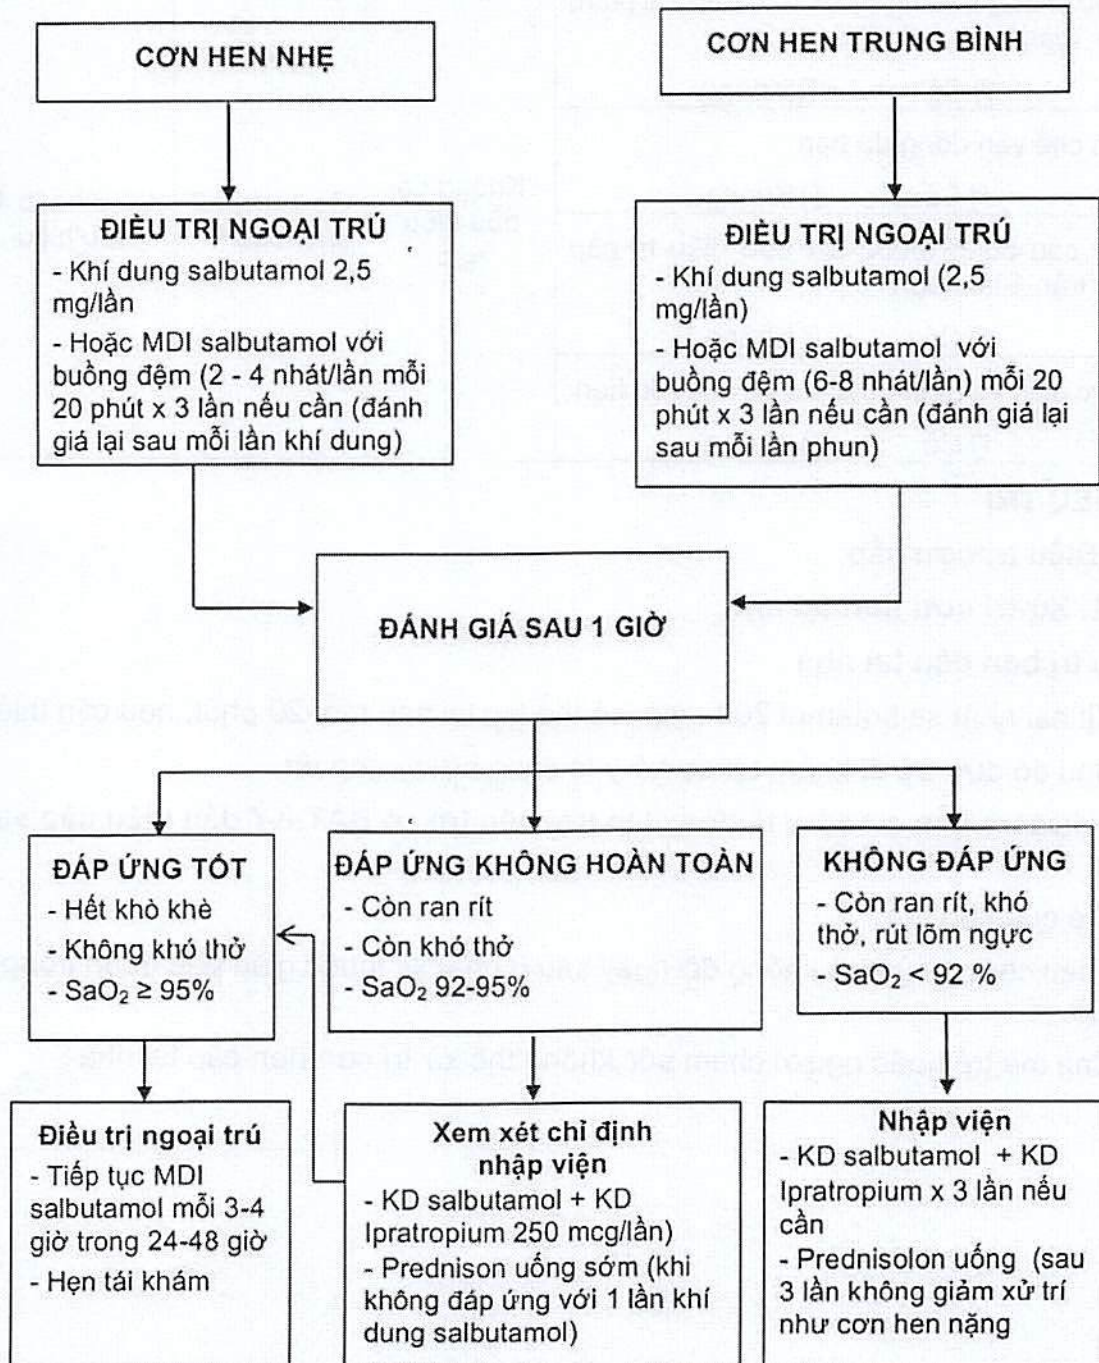 CƠN HEN NHẸ
CƠN HEN TRUNG BÌNH
ĐIỀU TRỊ NGOẠI TRÚ
- Khí dung salbutamol 2,5
mg/lần
- Hoặc MDI salbutamol với
buồng đệm (2 - 4 nhát/lần mỗi
20 phút x 3 lần nếu cần (đánh
giá lại sau mỗi lần khí dung)
ĐIỀU TRỊ NGOẠI TRÚ
- Khí dung salbutamol (2,5
mg/lần)
- Hoặc MDI salbutamol với
buồng đệm (6-8 nhát/lần) mỗi 20
phút x 3 lần nếu cần (đánh giá lại
sau mỗi lần phun)
ĐÁNH GIÁ SAU 1 GIỜ
ĐÁP ỨNG TỐT
- Hết khò khè
- Không khó thở
- SaO₂ ≥ 95%
ĐÁP ỨNG KHÔNG HOÀN TOÀN
- Còn ran rít
- Còn khó thở
- SaO₂ 92-95%
KHÔNG ĐÁP ỨNG
- Còn ran rít, khó
thở, rút lõm ngực
- SaO₂ < 92 %
Điều trị ngoại trú
- Tiếp tục MDI
salbutamol mỗi 3-4
giờ trong 24-48 giờ
- Hẹn tái khám
Xem xét chỉ định
nhập viện
- KD salbutamol + KD
Ipratropium 250 mcg/lần)
- Prednison uống sớm (khi
không đáp ứng với 1 lần khí
dung salbutamol)
Nhập viện
- KD salbutamol + KD
Ipratropium x 3 lần nếu
cần
- Prednisolon uống (sau
3 lần không giảm xử trí
như cơn hen nặng